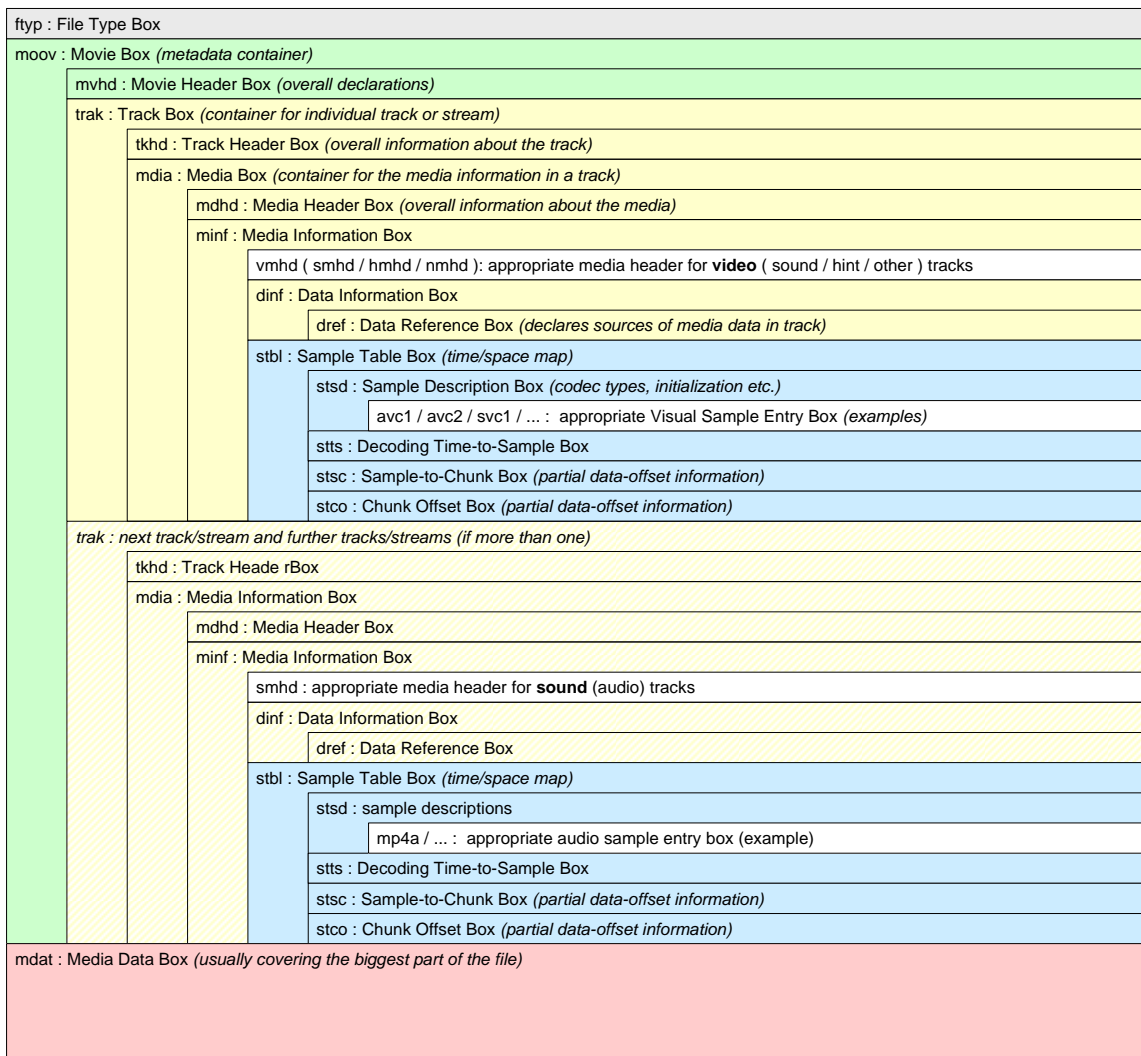 ftyp : File Type Box
moov : Movie Box (metadata container)
mvhd : Movie Header Box (overall declarations)
trak : Track Box (container for individual track or stream)
tkhd : Track Header Box (overall information about the track)
mdia : Media Box (container for the media information in a track)
mdhd : Media Header Box (overall information about the media)
minf : Media Information Box
vmhd ( smhd / hmhd / nmhd ): appropriate media header for video ( sound / hint / other ) tracks
dinf : Data Information Box
dref : Data Reference Box (declares sources of media data in track)
stbl : Sample Table Box (time/space map)
stsd : Sample Description Box (codec types, initialization etc.)
avc1 / avc2 / svc1 / ... :  appropriate Visual Sample Entry Box (examples)
stts : Decoding Time-to-Sample Box
stsc : Sample-to-Chunk Box (partial data-offset information)
stco : Chunk Offset Box (partial data-offset information)
trak : next track/stream and further tracks/streams (if more than one)
tkhd : Track Heade rBox
mdia : Media Information Box
mdhd : Media Header Box
minf : Media Information Box
smhd : appropriate media header for sound (audio) tracks
dinf : Data Information Box
dref : Data Reference Box
stbl : Sample Table Box (time/space map)
stsd : sample descriptions
mp4a / ... :  appropriate audio sample entry box (example)
stts : Decoding Time-to-Sample Box
stsc : Sample-to-Chunk Box (partial data-offset information)
stco : Chunk Offset Box (partial data-offset information)
mdat : Media Data Box (usually covering the biggest part of the file)